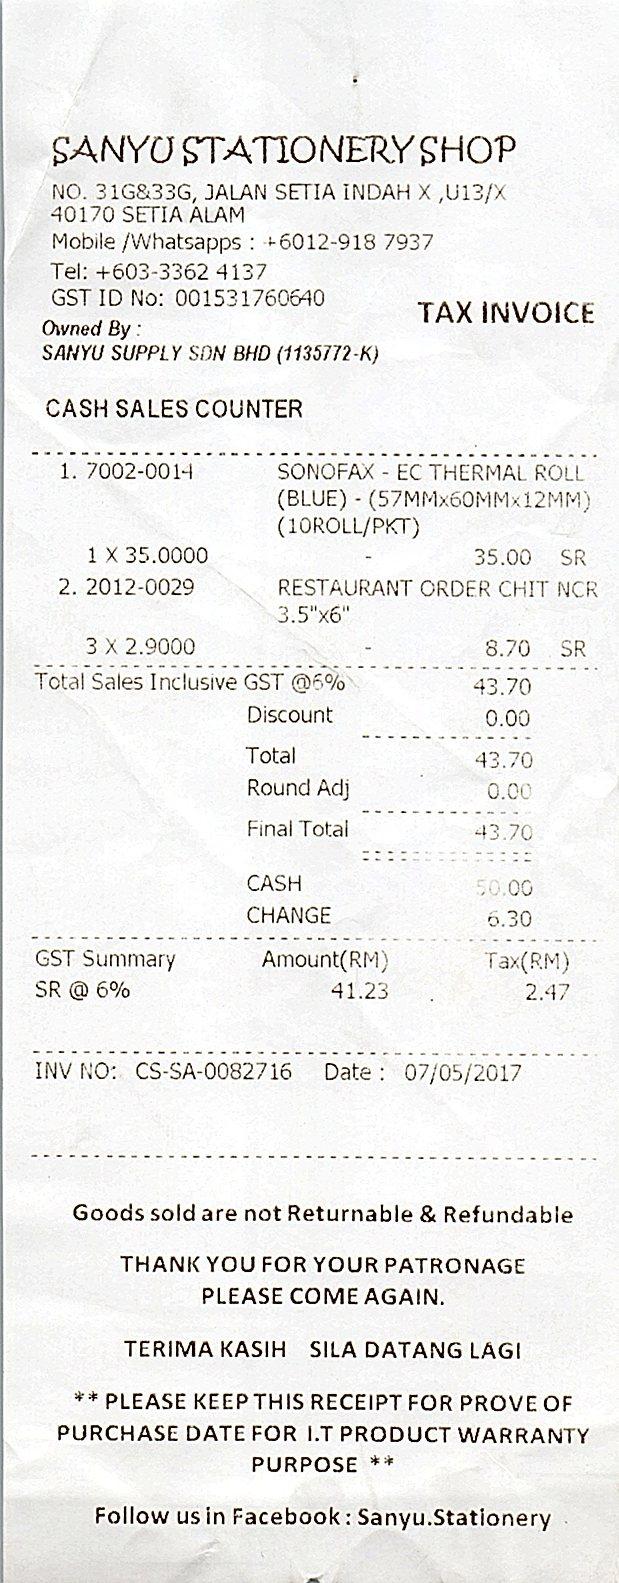 SANYU STATIONERY SHOP
NO. 31G&33G, JALAN SETIA INDAH X ,U13/X
40170 SETIA ALAM
Mobile /Whatsapps : +6012-918 7937
Tel: +603-3362 4137
GST ID No: 001531760640
TAX INVOICE
Owned By :
SANYU SUPPLY SDN BHD (1135772-K)
CASH SALES COUNTER
1. 7002-0014 SONOFAX - EC THERMAL ROLL
(BLUE) - (57MMx60MMx12MM)
(10ROLL/PKT)
1 X 35.0000 - 35.00 SR
2. 2012-0029 RESTAURANT ORDER CHIT NCR
3.5"x6"
3 X 2.9000 - 8.70 SR
Total Sales Inclusive GST @6% 43.70
Discount 0.00
Total 43.70
Round Adj 0.00
Final Total 43.70
CASH 50.00
CHANGE 6.30
GST Summary Amount(RM) Tax(RM)
SR @ 6% 41.23 2.47
INV NO: CS-SA-0082716 Date : 07/05/2017
Goods sold are not Returnable & Refundable
THANK YOU FOR YOUR PATRONAGE
PLEASE COME AGAIN.
TERIMA KASIH SILA DATANG LAGI
** PLEASE KEEP THIS RECEIPT FOR PROVE OF
PURCHASE DATE FOR I.T PRODUCT WARRANTY
PURPOSE **
Follow us in Facebook : Sanyu.Stationery